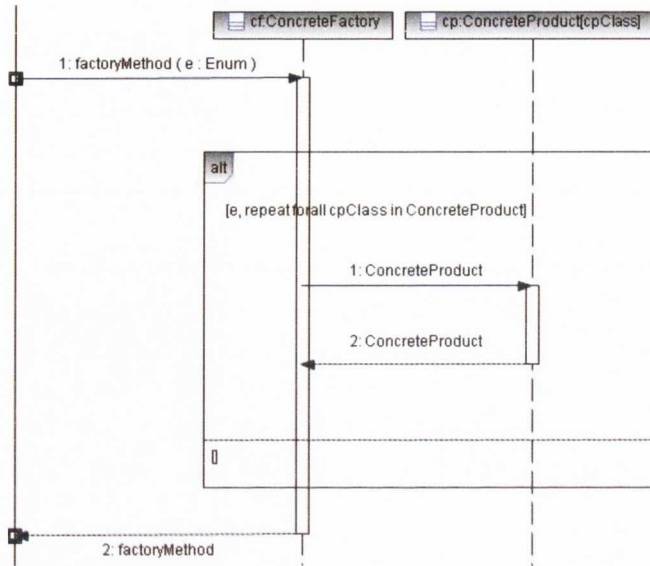 cf:ConcreteFactory
cp:ConcreteProduct[cpClass]
1: factoryMethod ( e : Enum )
alt
[e, repeat forall cpClass in ConcreteProduct]
1: ConcreteProduct
2: ConcreteProduct
[]
2: factoryMethod